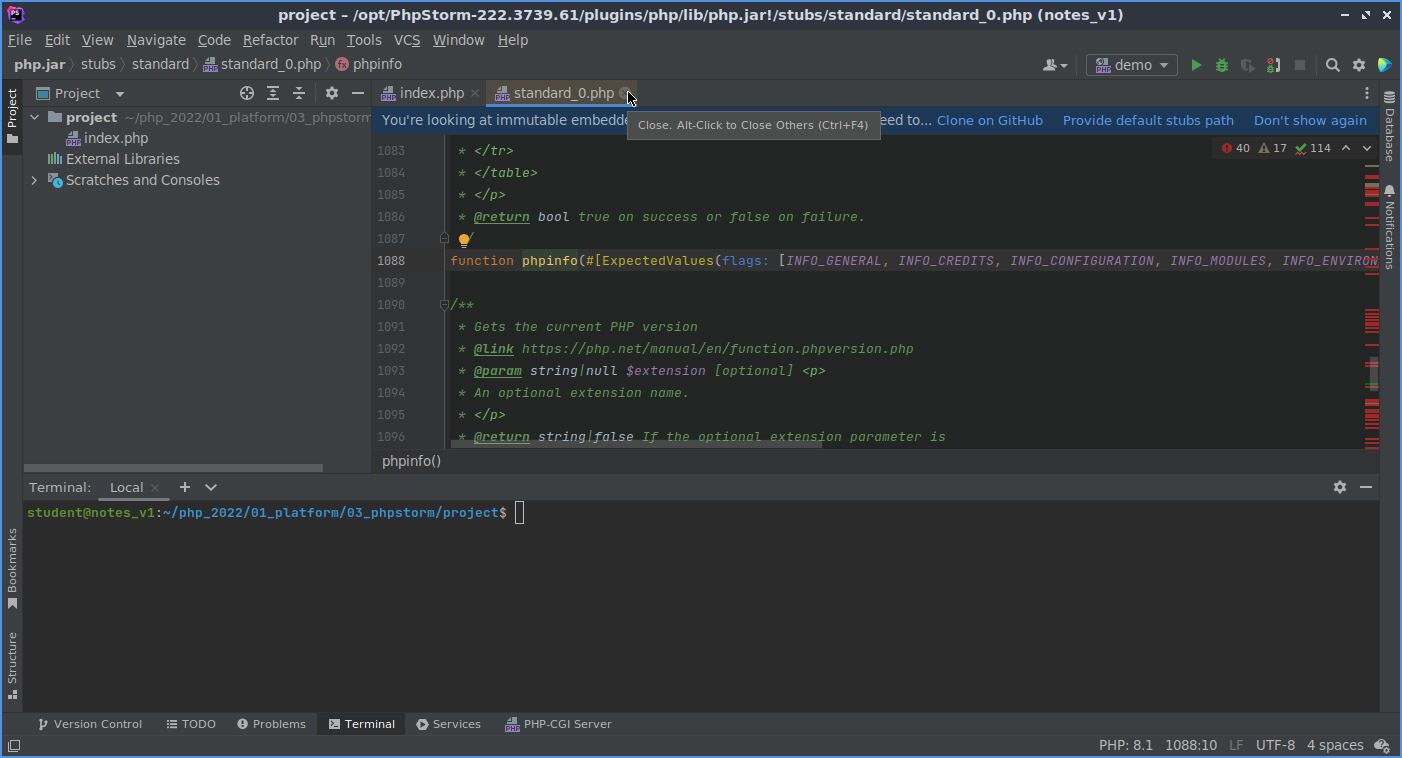 project – /opt/PhpStorm-222.3739.61/plugins/php/lib/php.jar!/stubs/standard/standard_0.php (notes_v1)
File Edit View Navigate Code Refactor Run Tools VCS Window Help
php.jar stubs standard standard_0.php phpinfo demo
Project index.php standard_0.php
project ~/php_2022/01_platform/03_phpstorm
index.php
External Libraries
Scratches and Consoles
You're looking at immutable embedde
eed to... Clone on GitHub Provide default stubs path Don't show again
Close. Alt-Click to Close Others (Ctrl+F4)
40 17 114
1083 * </tr>
1084 * </table>
1085 * </p>
1086 * @return bool true on success or false on failure.
1087 /
1088 function phpinfo(#[ExpectedValues(flags: [INFO_GENERAL, INFO_CREDITS, INFO_CONFIGURATION, INFO_MODULES, INFO_ENVIRON
1089
1090 /**
1091 * Gets the current PHP version
1092 * @link https://php.net/manual/en/function.phpversion.php
1093 * @param string|null $extension [optional] <p>
1094 * An optional extension name.
1095 * </p>
1096 * @return string|false If the optional extension parameter is
phpinfo()
Project
Bookmarks
Structure
Database
Notifications
Terminal: Local
student@notes_v1:~/php_2022/01_platform/03_phpstorm/project$
Version Control TODO Problems Terminal Services PHP-CGI Server
PHP: 8.1 1088:10 LF UTF-8 4 spaces